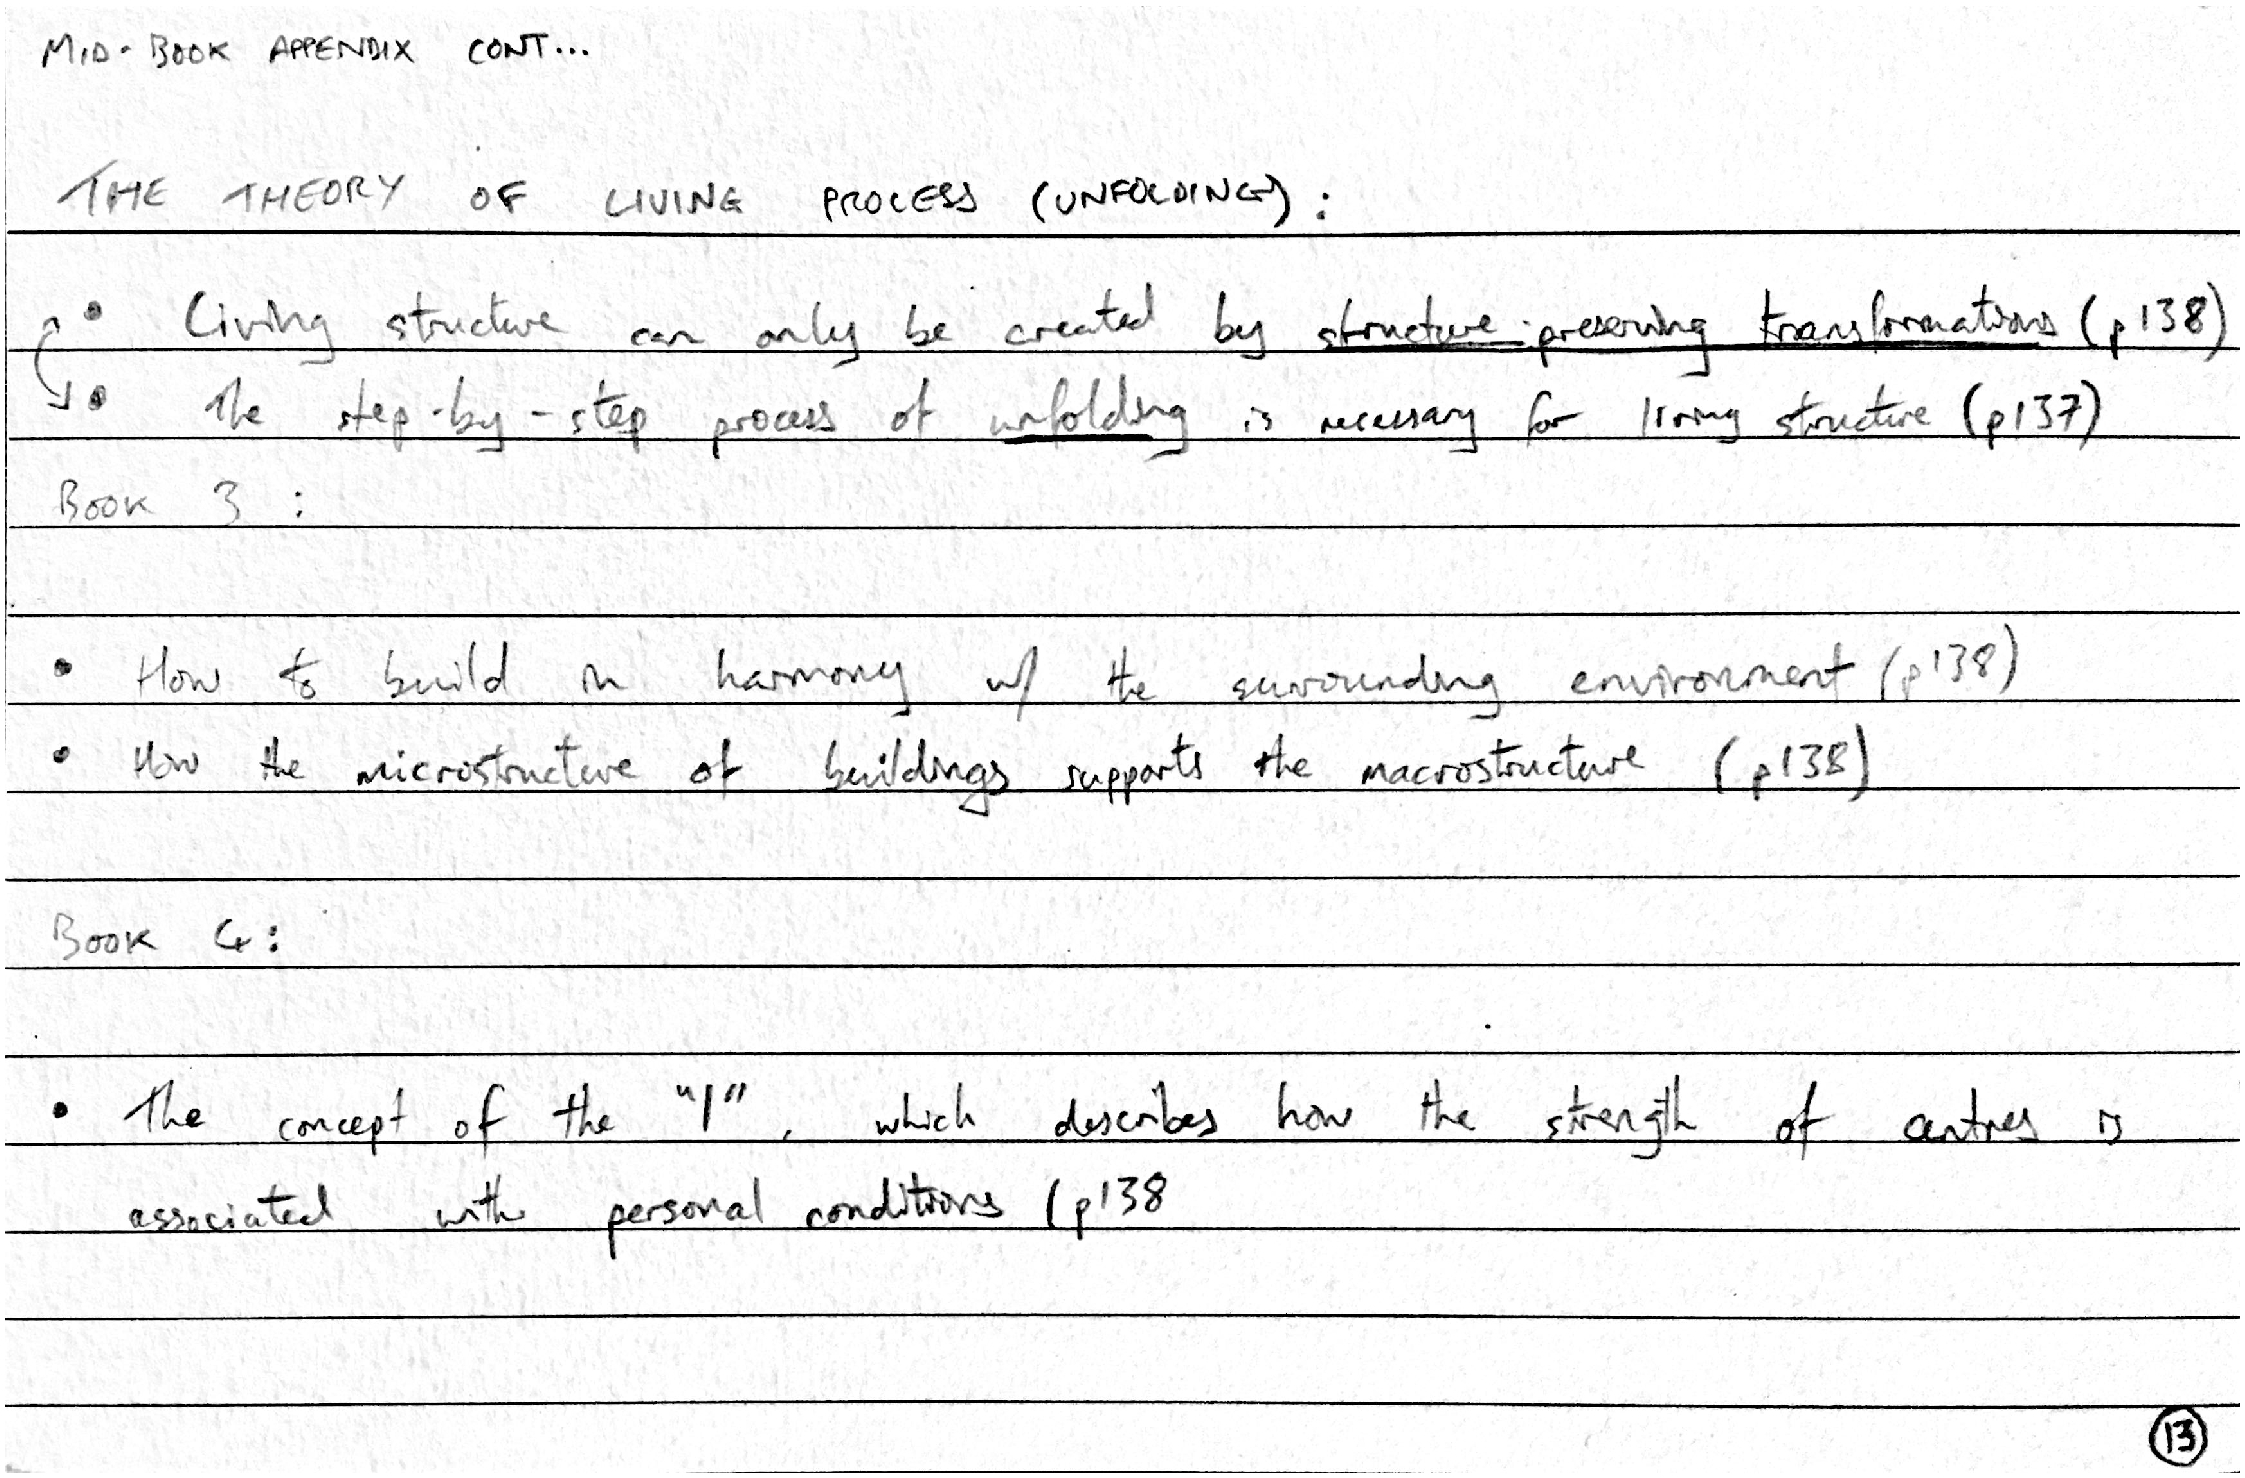 MID-BOOK APPENDIX CONT...
THE THEORY OF LIVING PROCESS (UNFOLDING):
• Living structure can only be created by structure-preserving transformations (p138)
• The step-by-step process of unfolding is necessary for living structure (p137)
BOOK 3:
• How to build in harmony w/ the surrounding environment (p138)
• How the microstructure of buildings supports the macrostructure (p138)
BOOK 4:
• The concept of the "I", which describes how the strength of centres is
associated with personal conditions (p138
13